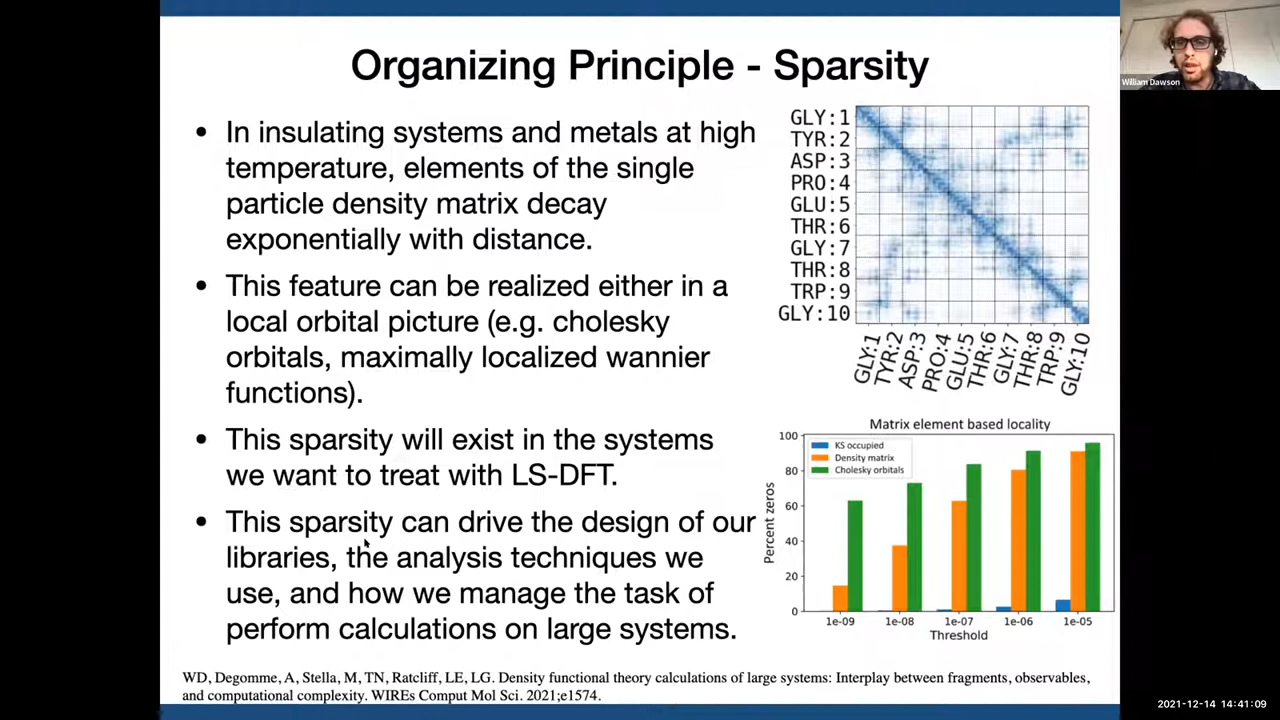 Organizing Principle - Sparsity
William Dawson
• In insulating systems and metals at high
temperature, elements of the single
particle density matrix decay
exponentially with distance.
• This feature can be realized either in a
local orbital picture (e.g. cholesky
orbitals, maximally localized wannier
functions).
• This sparsity will exist in the systems
we want to treat with LS-DFT.
• This sparsity can drive the design of our
libraries, the analysis techniques we
use, and how we manage the task of
perform calculations on large systems.
GLY:1
TYR:2
ASP:3
PRO:4
GLU:5
THR:6
GLY:7
THR:8
TRP:9
GLY:10
GLY:1 TYR:2 ASP:3 PRO:4 GLU:5 THR:6 GLY:7 THR:8 TRP:9 GLY:10
Matrix element based locality
KS occupied
Density matrix
Cholesky orbitals
Percent zeros
100
80
60
40
20
0
1e-09 1e-08 1e-07 1e-06 1e-05
Threshold
WD, Degomme, A, Stella, M, TN, Ratcliff, LE, LG. Density functional theory calculations of large systems: Interplay between fragments, observables,
and computational complexity. WIREs Comput Mol Sci. 2021;e1574.
2021-12-14 14:41:09